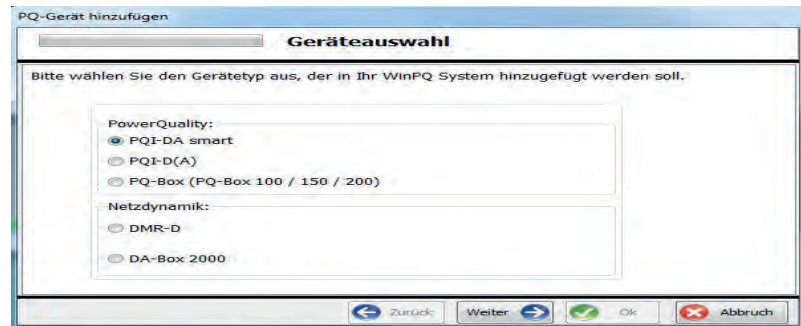 PQ-Gerät hinzufügen
Geräteauswahl
Bitte wählen Sie den Gerätetyp aus, der in Ihr WinPQ System hinzugefügt werden soll.
PowerQuality:
PQI-DA smart
PQI-D(A)
PQ-Box (PQ-Box 100 / 150 / 200)
Netzdynamik:
DMR-D
DA-Box 2000
Zurück Weiter Ok Abbruch